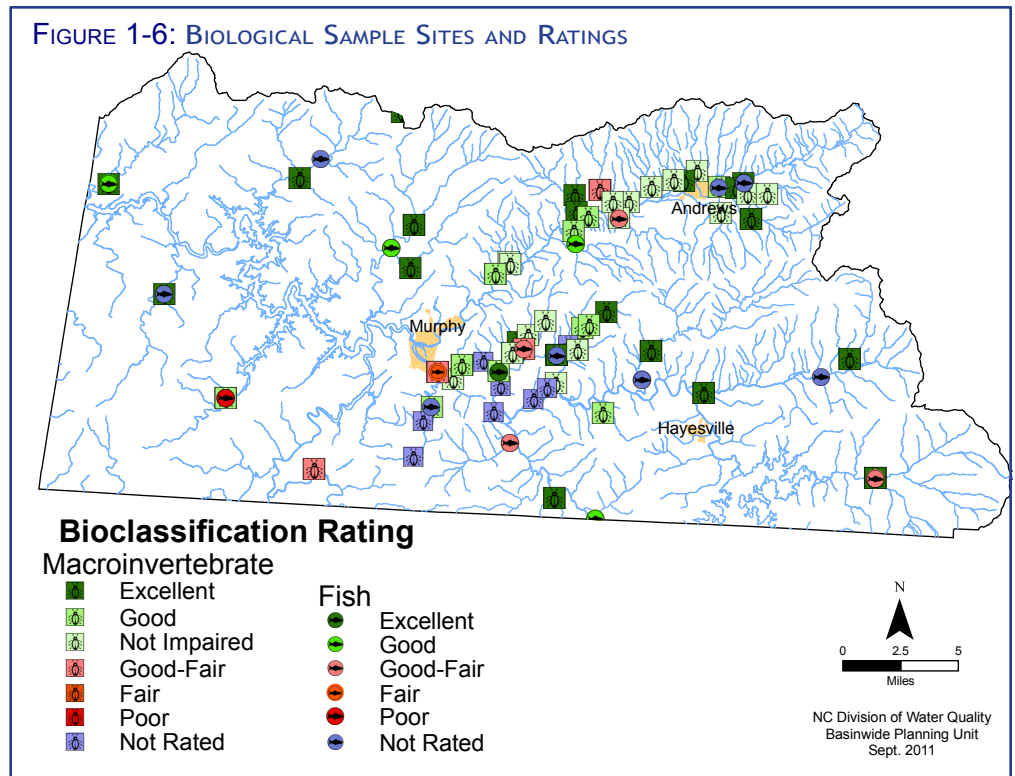 FIGURE 1-6: BIOLOGICAL SAMPLE SITES AND RATINGS
Andrews
Murphy
Hayesville
Bioclassification Rating
Macroinvertebrate
Excellent
Good
Not Impaired
Good-Fair
Fair
Poor
Not Rated
Fish
Excellent
Good
Good-Fair
Fair
Poor
Not Rated
N
0 2.5 5
Miles
NC Division of Water Quality
Basinwide Planning Unit
Sept. 2011